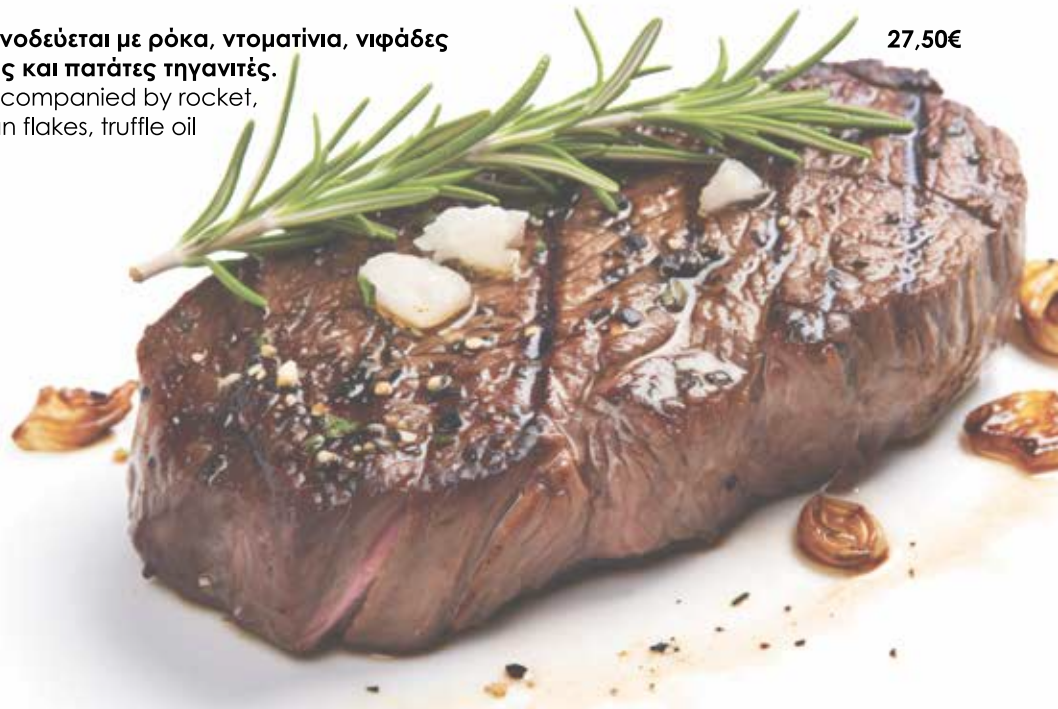 νοδεύεται με ρόκα, ντοματίνια, νιφάδες
ς και πατάτες τηγανιτές.
companied by rocket,
n flakes, truffle oil
27,50€